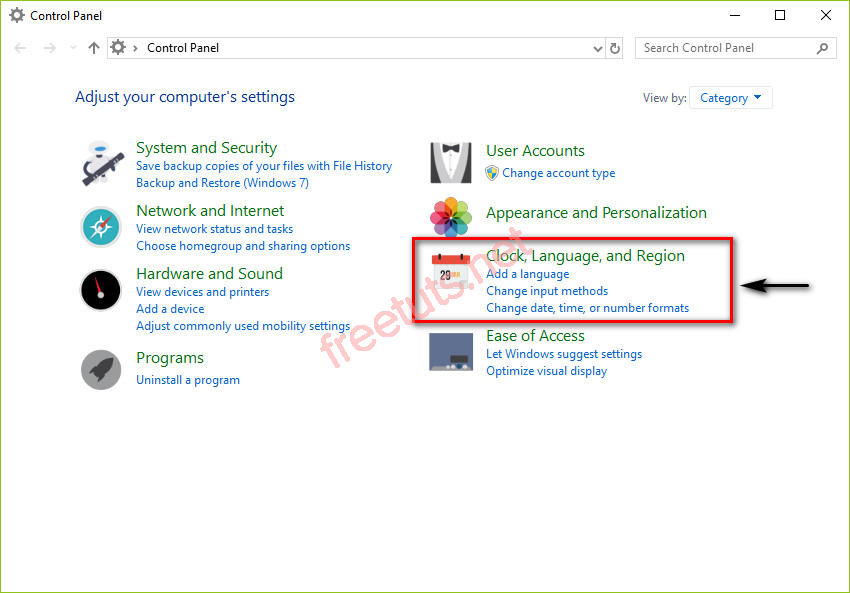 Control Panel
Control Panel
Search Control Panel
Adjust your computer's settings
View by: Category
System and Security
Save backup copies of your files with File History
Backup and Restore (Windows 7)
Network and Internet
View network status and tasks
Choose homegroup and sharing options
Hardware and Sound
View devices and printers
Add a device
Adjust commonly used mobility settings
Programs
Uninstall a program
User Accounts
Change account type
Appearance and Personalization
Clock, Language, and Region
Add a language
Change input methods
Change date, time, or number formats
Ease of Access
Let Windows suggest settings
Optimize visual display
freetuts.net